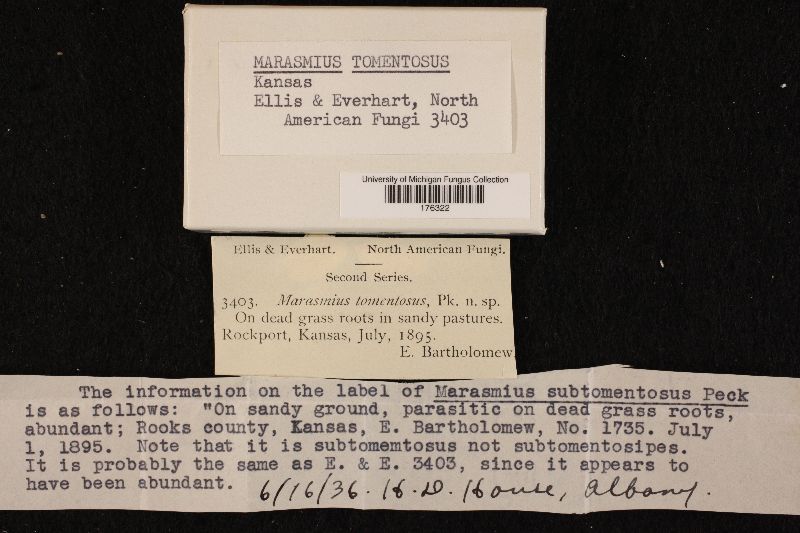 MARASMIUS TOMENTOSUS
Kansas
Ellis & Everhart, North
American Fungi 3403
University of Michigan Fungus Collection
176322
Ellis & Everhart. North American Fungi.
Second Series.
3403. Marasmius tomentosus, Pk. n. sp.
On dead grass roots in sandy pastures.
Rockport, Kansas, July, 1895.
E. Bartholomew.
The information on the label of Marasmius subtomentosus Peck
is as follows: "On sandy ground, parasitic on dead grass roots,
abundant; Rooks county, Kansas, E. Bartholomew, No. 1735. July
1, 1895. Note that it is subtomemtosus not subtomentosipes.
It is probably the same as E. & E. 3403, since it appears to
have been abundant. 6/16/36. H. D. House, Albany.